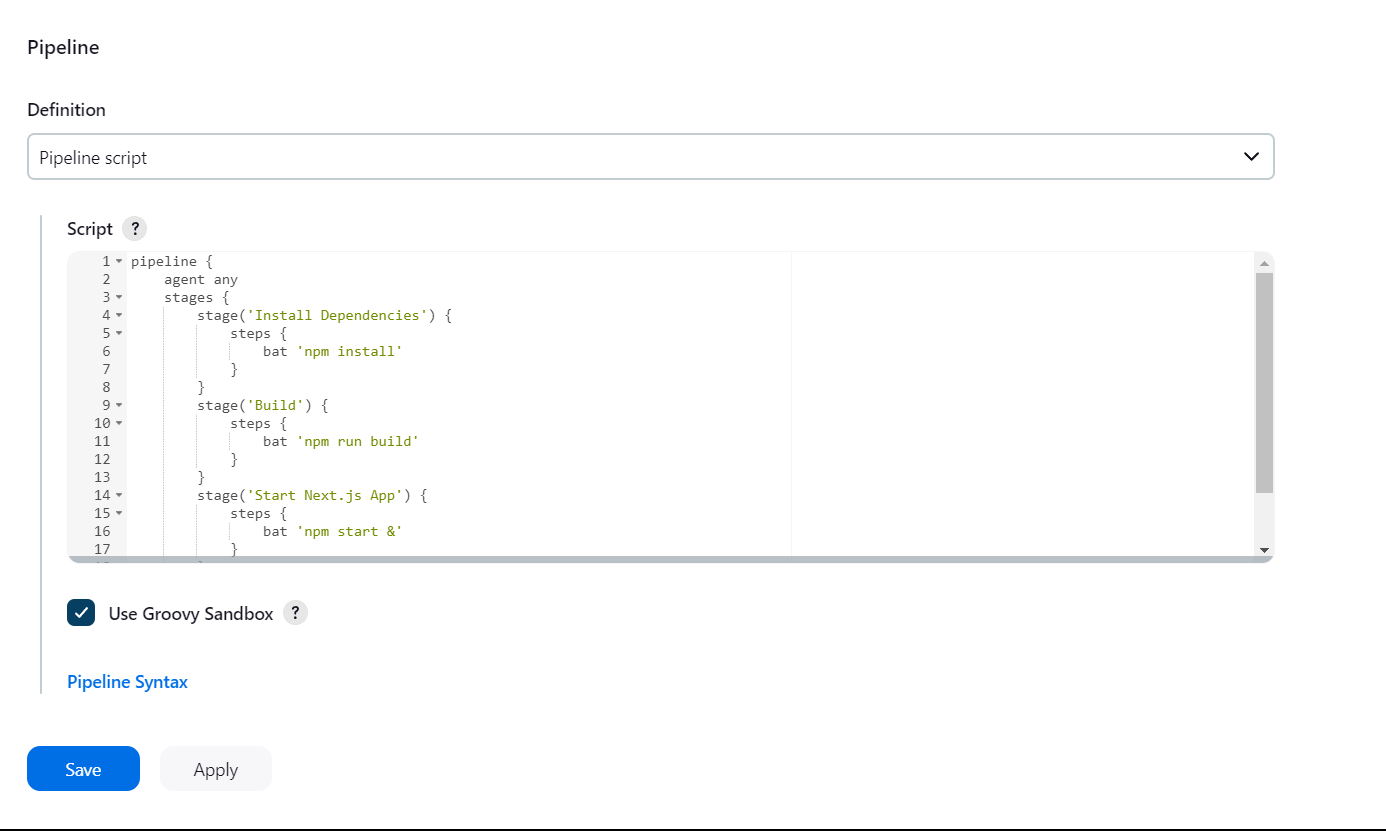 Pipeline
Definition
Pipeline script
Script ?
1 pipeline {
2     agent any
3     stages {
4         stage('Install Dependencies') {
5             steps {
6                 bat 'npm install'
7             }
8         }
9         stage('Build') {
10             steps {
11                 bat 'npm run build'
12             }
13         }
14         stage('Start Next.js App') {
15             steps {
16                 bat 'npm start &'
17             }
Use Groovy Sandbox ?
Pipeline Syntax
Save Apply